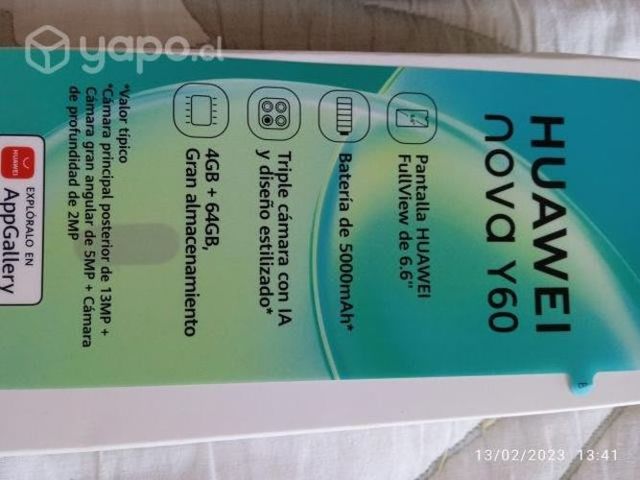 yapo.cl
HUAWEI
nova Y60
Pantalla HUAWEI
FullView de 6.6"
Batería de 5000mAh*
Triple cámara con IA
y diseño estilizado*
4GB + 64GB,
Gran almacenamiento
*Valor típico
*Cámara principal posterior de 13MP +
Cámara gran angular de 5MP + Cámara
de profundidad de 2MP
HUAWEI
EXPLÓRALO EN
AppGallery
13/02/2023 13:41